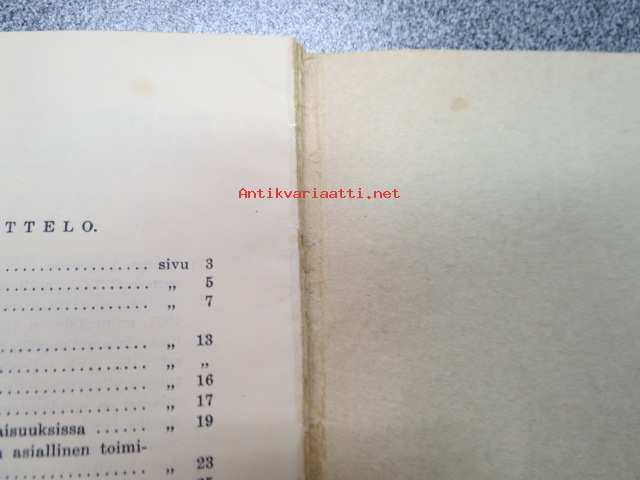 Antikvariaatti.net
TTELO.
................ sivu 3
................ „ 5
................ „ 7
................ „ 13
................ „ „
................ „ 16
................ „ 17
aisuuksissa ...... „ 19
asiallinen toimi-
................ „ 23